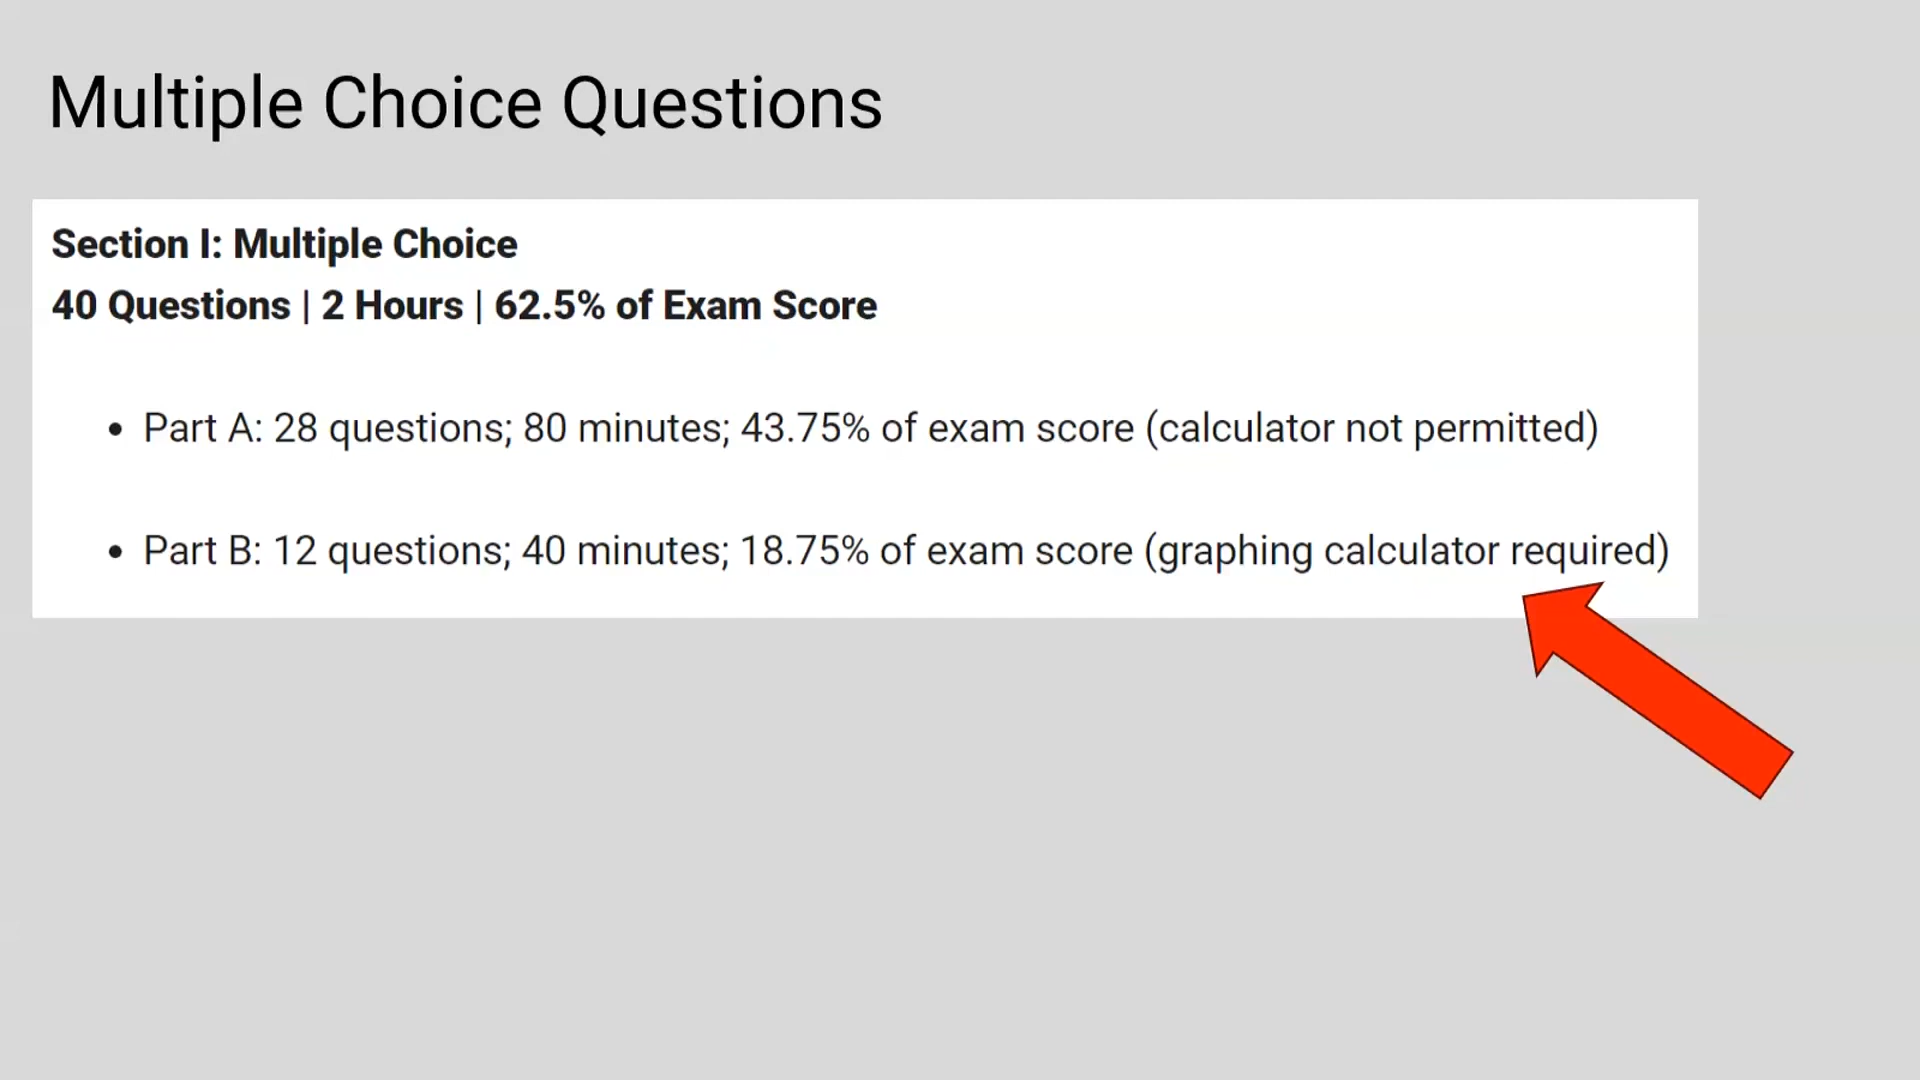 Multiple Choice Questions
Section I: Multiple Choice
40 Questions | 2 Hours | 62.5% of Exam Score
• Part A: 28 questions; 80 minutes; 43.75% of exam score (calculator not permitted)
• Part B: 12 questions; 40 minutes; 18.75% of exam score (graphing calculator required)